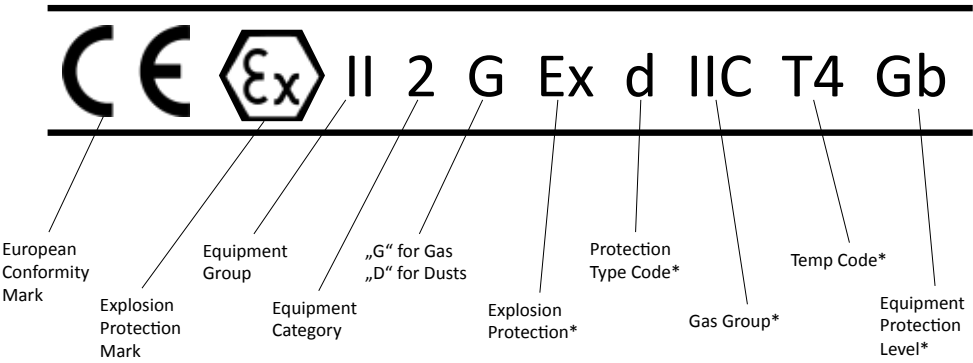 CE Ex II 2 G Ex d IIC T4 Gb
European
Conformity
Mark
Explosion
Protection
Mark
Equipment
Group
Equipment
Category
„G“ for Gas
„D“ for Dusts
Explosion
Protection*
Protection
Type Code*
Gas Group*
Temp Code*
Equipment
Protection
Level*